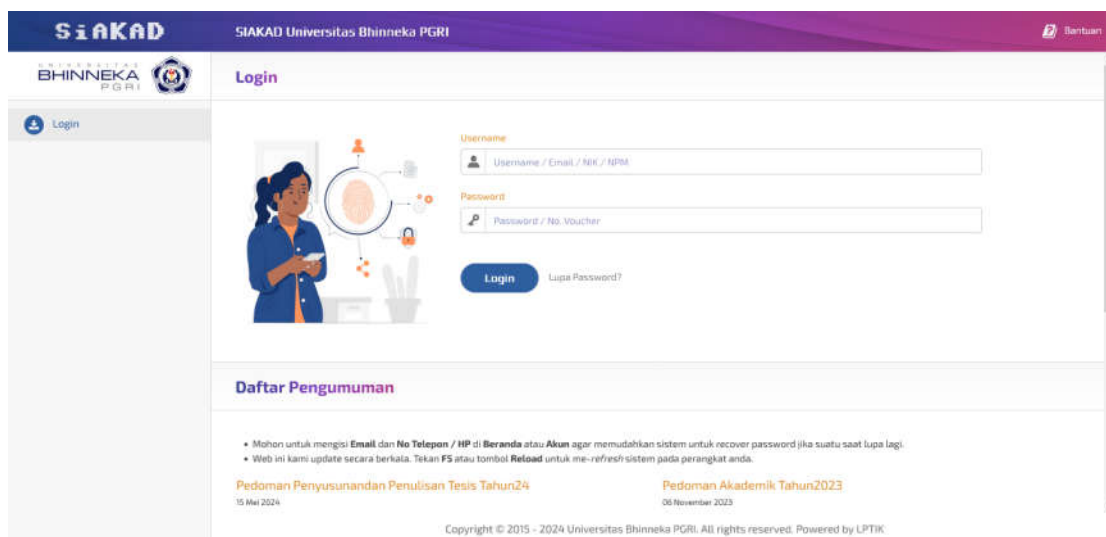 SiAKAD
SIAKAD Universitas Bhinneka PGRI
Bantuan
UNIVERSITAS
BHINNEKA
PGRI
Login
Login
Username
Username / Email / NIK / NPM
Password
Password / No. Voucher
Login
Lupa Password?
Daftar Pengumuman
• Mohon untuk mengisi Email dan No Telepon / HP di Beranda atau Akun agar memudahkan sistem untuk recover password jika suatu saat lupa lagi.
• Web ini kami update secara berkala. Tekan F5 atau tombol Reload untuk me-refresh sistem pada perangkat anda.
Pedoman Penyusunandan Penulisan Tesis Tahun24
15 Mei 2024
Pedoman Akademik Tahun2023
06 November 2023
Copyright © 2015 - 2024 Universitas Bhinneka PGRI. All rights reserved. Powered by LPTIK